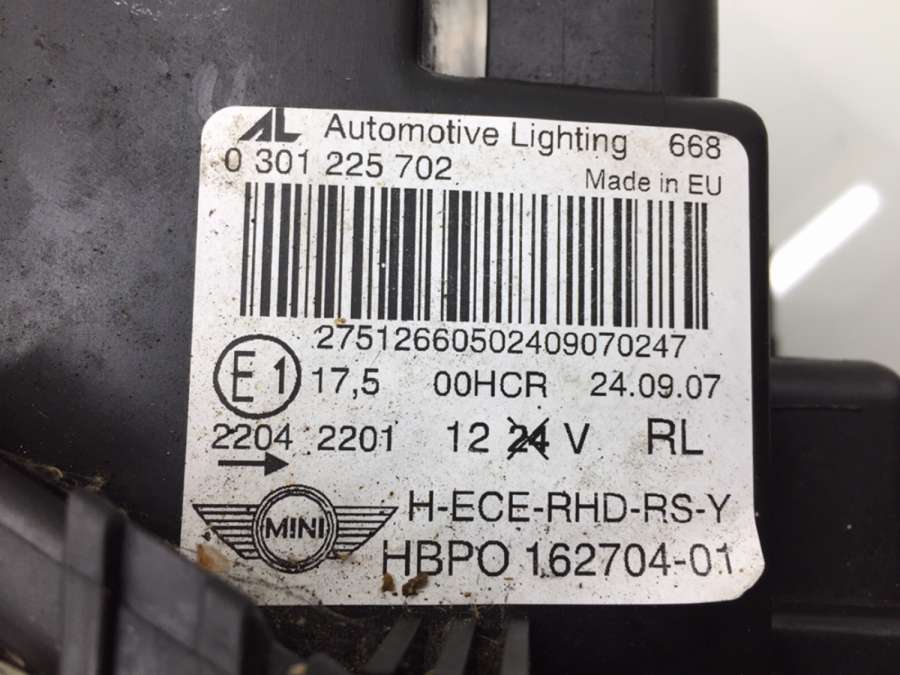 AL Automotive Lighting 668
0 301 225 702 Made in EU
27512660502409070247
E1 17,5 00HCR 24.09.07
2204 2201 12 24 V RL
MINI H-ECE-RHD-RS-Y
HBPO 162704-01